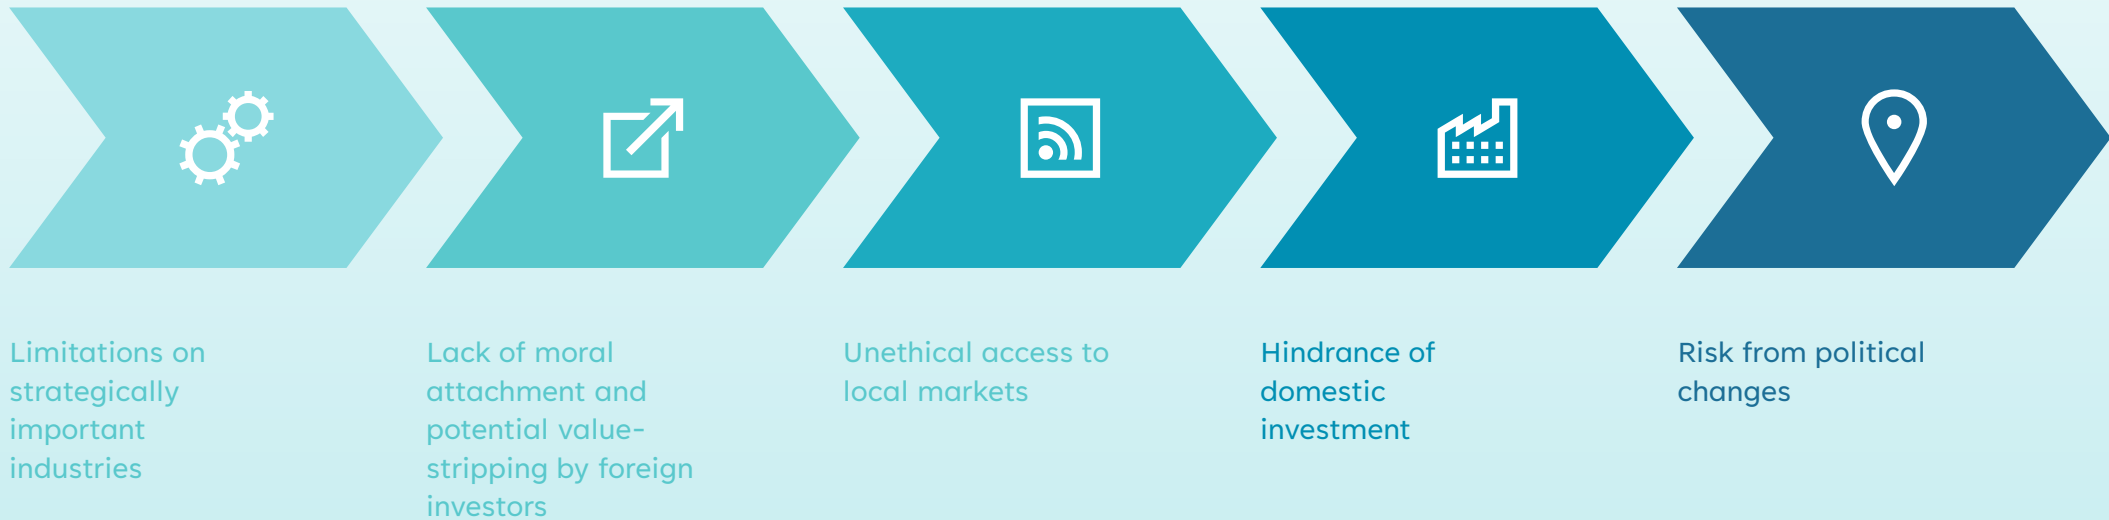 Limitations on
strategically
important
industries
Lack of moral
attachment and
potential value-
stripping by foreign
investors
Unethical access to
local markets
Hindrance of
domestic
investment
Risk from political
changes